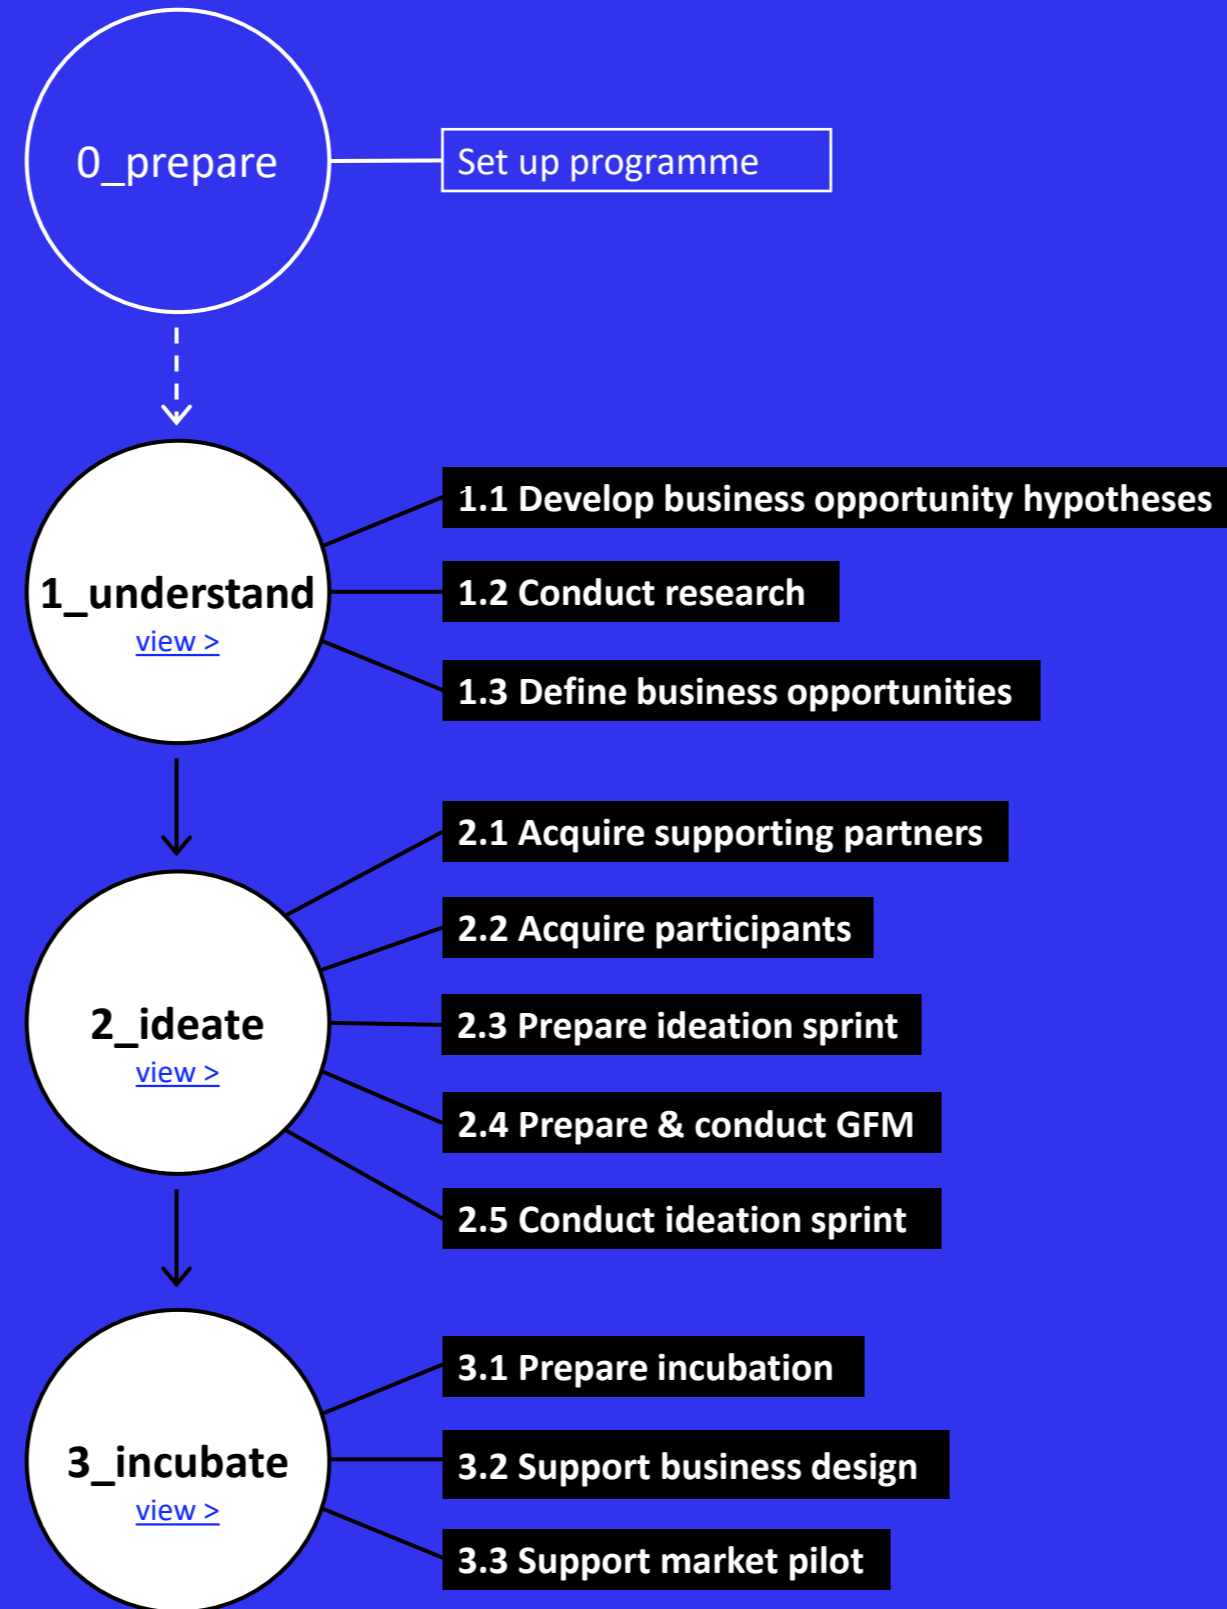 0_prepare
Set up programme
1_understand
view >
1.1 Develop business opportunity hypotheses
1.2 Conduct research
1.3 Define business opportunities
2_ideate
view >
2.1 Acquire supporting partners
2.2 Acquire participants
2.3 Prepare ideation sprint
2.4 Prepare & conduct GFM
2.5 Conduct ideation sprint
3_incubate
view >
3.1 Prepare incubation
3.2 Support business design
3.3 Support market pilot